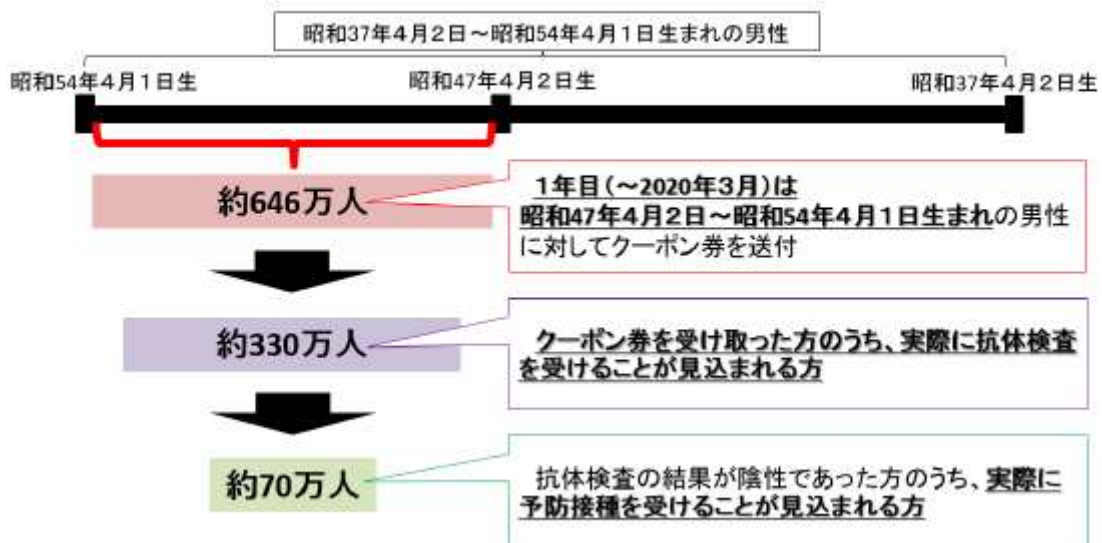 昭和37年4月2日～昭和54年4月1日生まれの男性
昭和54年4月1日生
昭和47年4月2日生
昭和37年4月2日生
約646万人
1年目(～2020年3月)は
昭和47年4月2日～昭和54年4月1日生まれの男性
に対してクーポン券を送付
約330万人
クーポン券を受け取った方のうち、実際に抗体検査
を受けることが見込まれる方
約70万人
抗体検査の結果が陰性であった方のうち、実際に
予防接種を受けることが見込まれる方